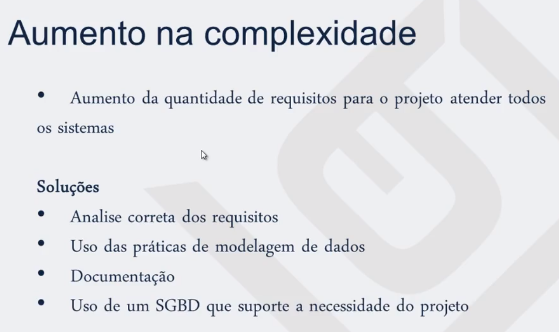 Aumento na complexidade
• Aumento da quantidade de requisitos para o projeto atender todos
os sistemas
Soluções
• Analise correta dos requisitos
• Uso das práticas de modelagem de dados
• Documentação
• Uso de um SGBD que suporte a necessidade do projeto